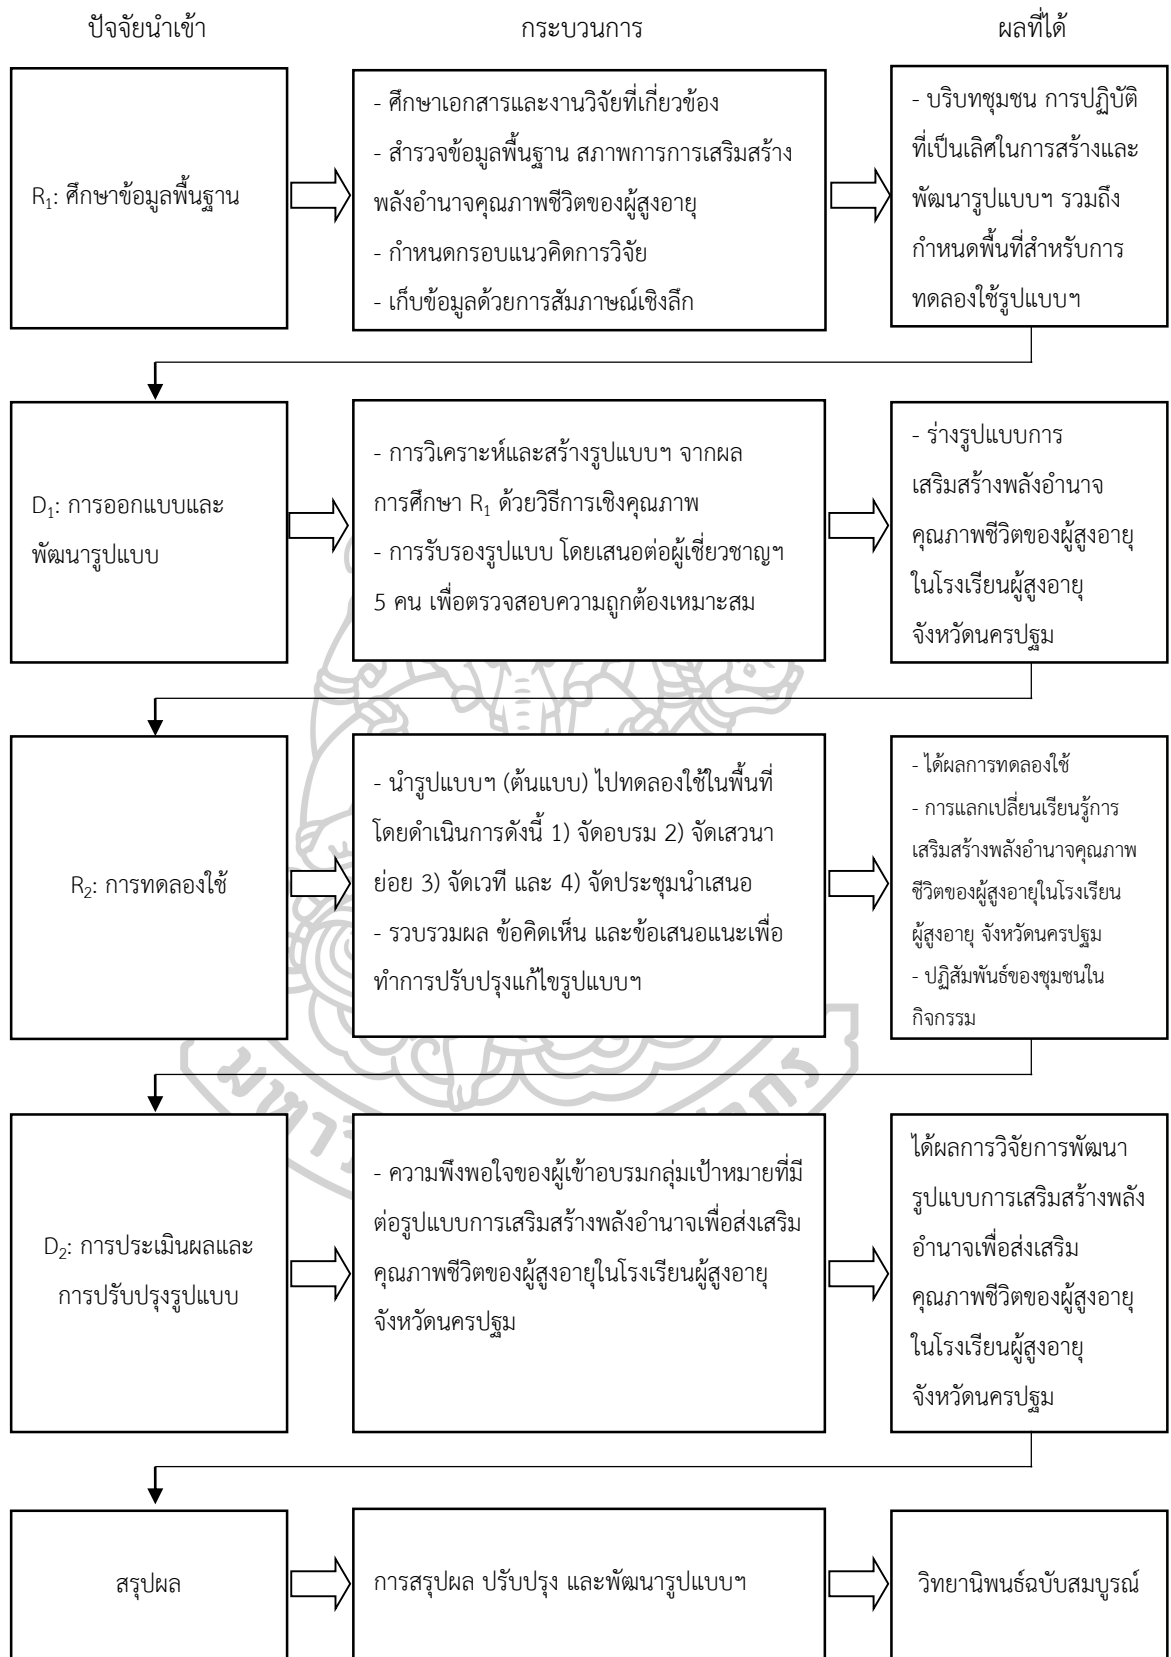 ปัจจัยนำเข้า
กระบวนการ
ผลที่ได้
R₁: ศึกษาข้อมูลพื้นฐาน
- ศึกษาเอกสารและงานวิจัยที่เกี่ยวข้อง
- สำรวจข้อมูลพื้นฐาน สภาพการการเสริมสร้าง
พลังอำนาจคุณภาพชีวิตของผู้สูงอายุ
- กำหนดกรอบแนวคิดการวิจัย
- เก็บข้อมูลด้วยการสัมภาษณ์เชิงลึก
- บริบทชุมชน การปฏิบัติ
ที่เป็นเลิศในการสร้างและ
พัฒนารูปแบบฯ รวมถึง
กำหนดพื้นที่สำหรับการ
ทดลองใช้รูปแบบฯ
D₁: การออกแบบและ
พัฒนารูปแบบ
- การวิเคราะห์และสร้างรูปแบบฯ จากผล
การศึกษา R₁ ด้วยวิธีการเชิงคุณภาพ
- การรับรองรูปแบบ โดยเสนอต่อผู้เชี่ยวชาญฯ
5 คน เพื่อตรวจสอบความถูกต้องเหมาะสม
- ร่างรูปแบบการ
เสริมสร้างพลังอำนาจ
คุณภาพชีวิตของผู้สูงอายุ
ในโรงเรียนผู้สูงอายุ
จังหวัดนครปฐม
R₂: การทดลองใช้
- นำรูปแบบฯ (ต้นแบบ) ไปทดลองใช้ในพื้นที่
โดยดำเนินการดังนี้ 1) จัดอบรม 2) จัดเสวนา
ย่อย 3) จัดเวที และ 4) จัดประชุมนำเสนอ
- รวบรวมผล ข้อคิดเห็น และข้อเสนอแนะเพื่อ
ทำการปรับปรุงแก้ไขรูปแบบฯ
- ได้ผลการทดลองใช้
- การแลกเปลี่ยนเรียนรู้การ
เสริมสร้างพลังอำนาจคุณภาพ
ชีวิตของผู้สูงอายุในโรงเรียน
ผู้สูงอายุ จังหวัดนครปฐม
- ปฏิสัมพันธ์ของชุมชนใน
กิจกรรม
D₂: การประเมินผลและ
การปรับปรุงรูปแบบ
- ความพึงพอใจของผู้เข้าอบรมกลุ่มเป้าหมายที่มี
ต่อรูปแบบการเสริมสร้างพลังอำนาจเพื่อส่งเสริม
คุณภาพชีวิตของผู้สูงอายุในโรงเรียนผู้สูงอายุ
จังหวัดนครปฐม
ได้ผลการวิจัยการพัฒนา
รูปแบบการเสริมสร้างพลัง
อำนาจเพื่อส่งเสริม
คุณภาพชีวิตของผู้สูงอายุ
ในโรงเรียนผู้สูงอายุ
จังหวัดนครปฐม
สรุปผล
การสรุปผล ปรับปรุง และพัฒนารูปแบบฯ
วิทยานิพนธ์ฉบับสมบูรณ์